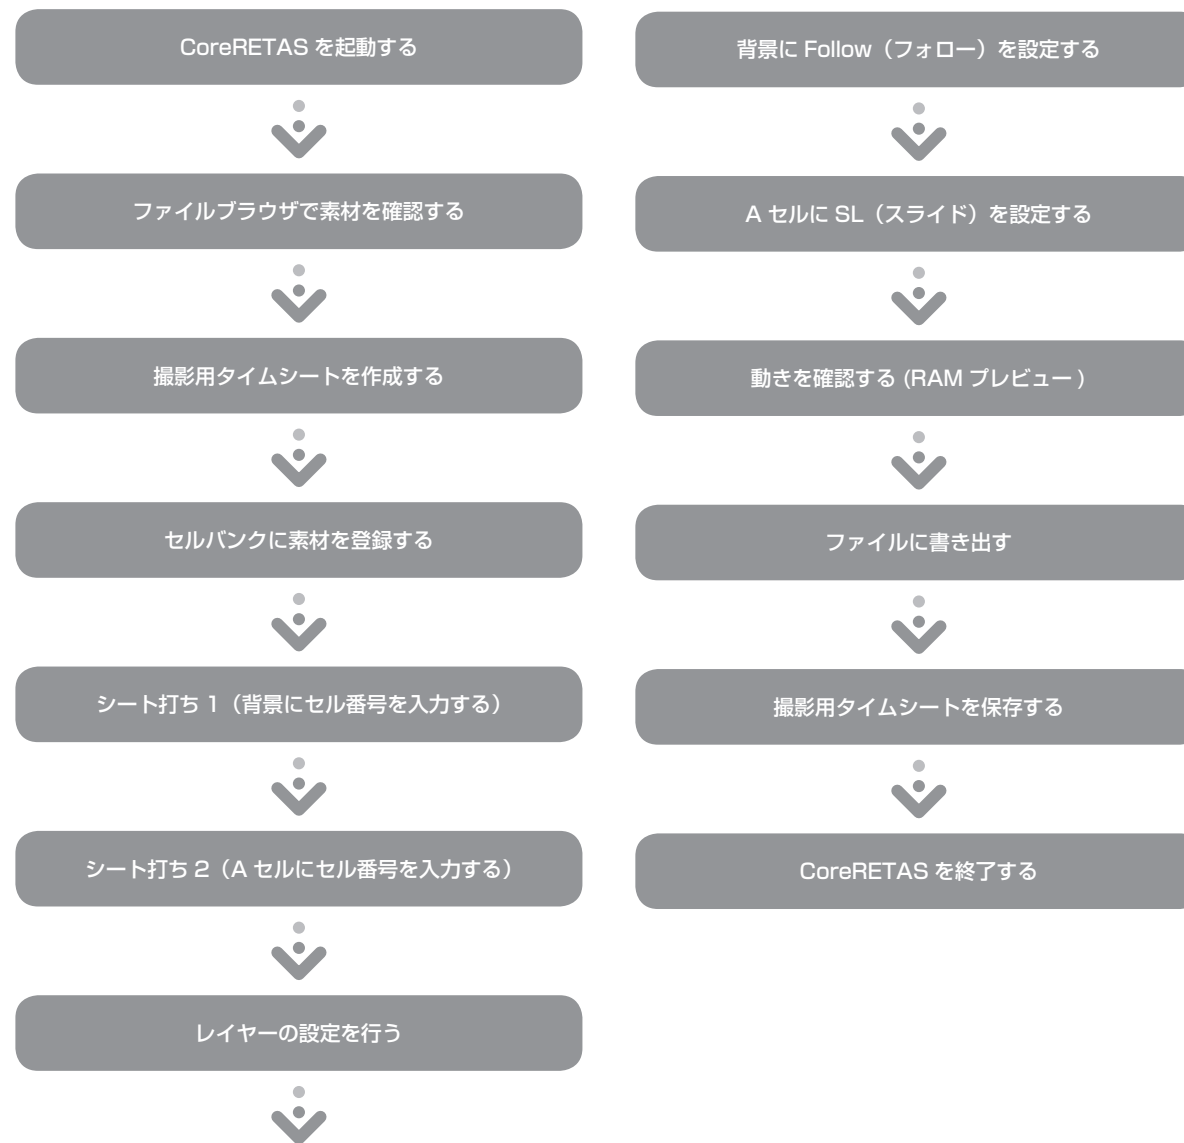 CoreRETAS を起動する
ファイルブラウザで素材を確認する
撮影用タイムシートを作成する
セルバンクに素材を登録する
シート打ち 1（背景にセル番号を入力する）
シート打ち 2（A セルにセル番号を入力する）
レイヤーの設定を行う
背景に Follow（フォロー）を設定する
A セルに SL（スライド）を設定する
動きを確認する (RAM プレビュー )
ファイルに書き出す
撮影用タイムシートを保存する
CoreRETAS を終了する